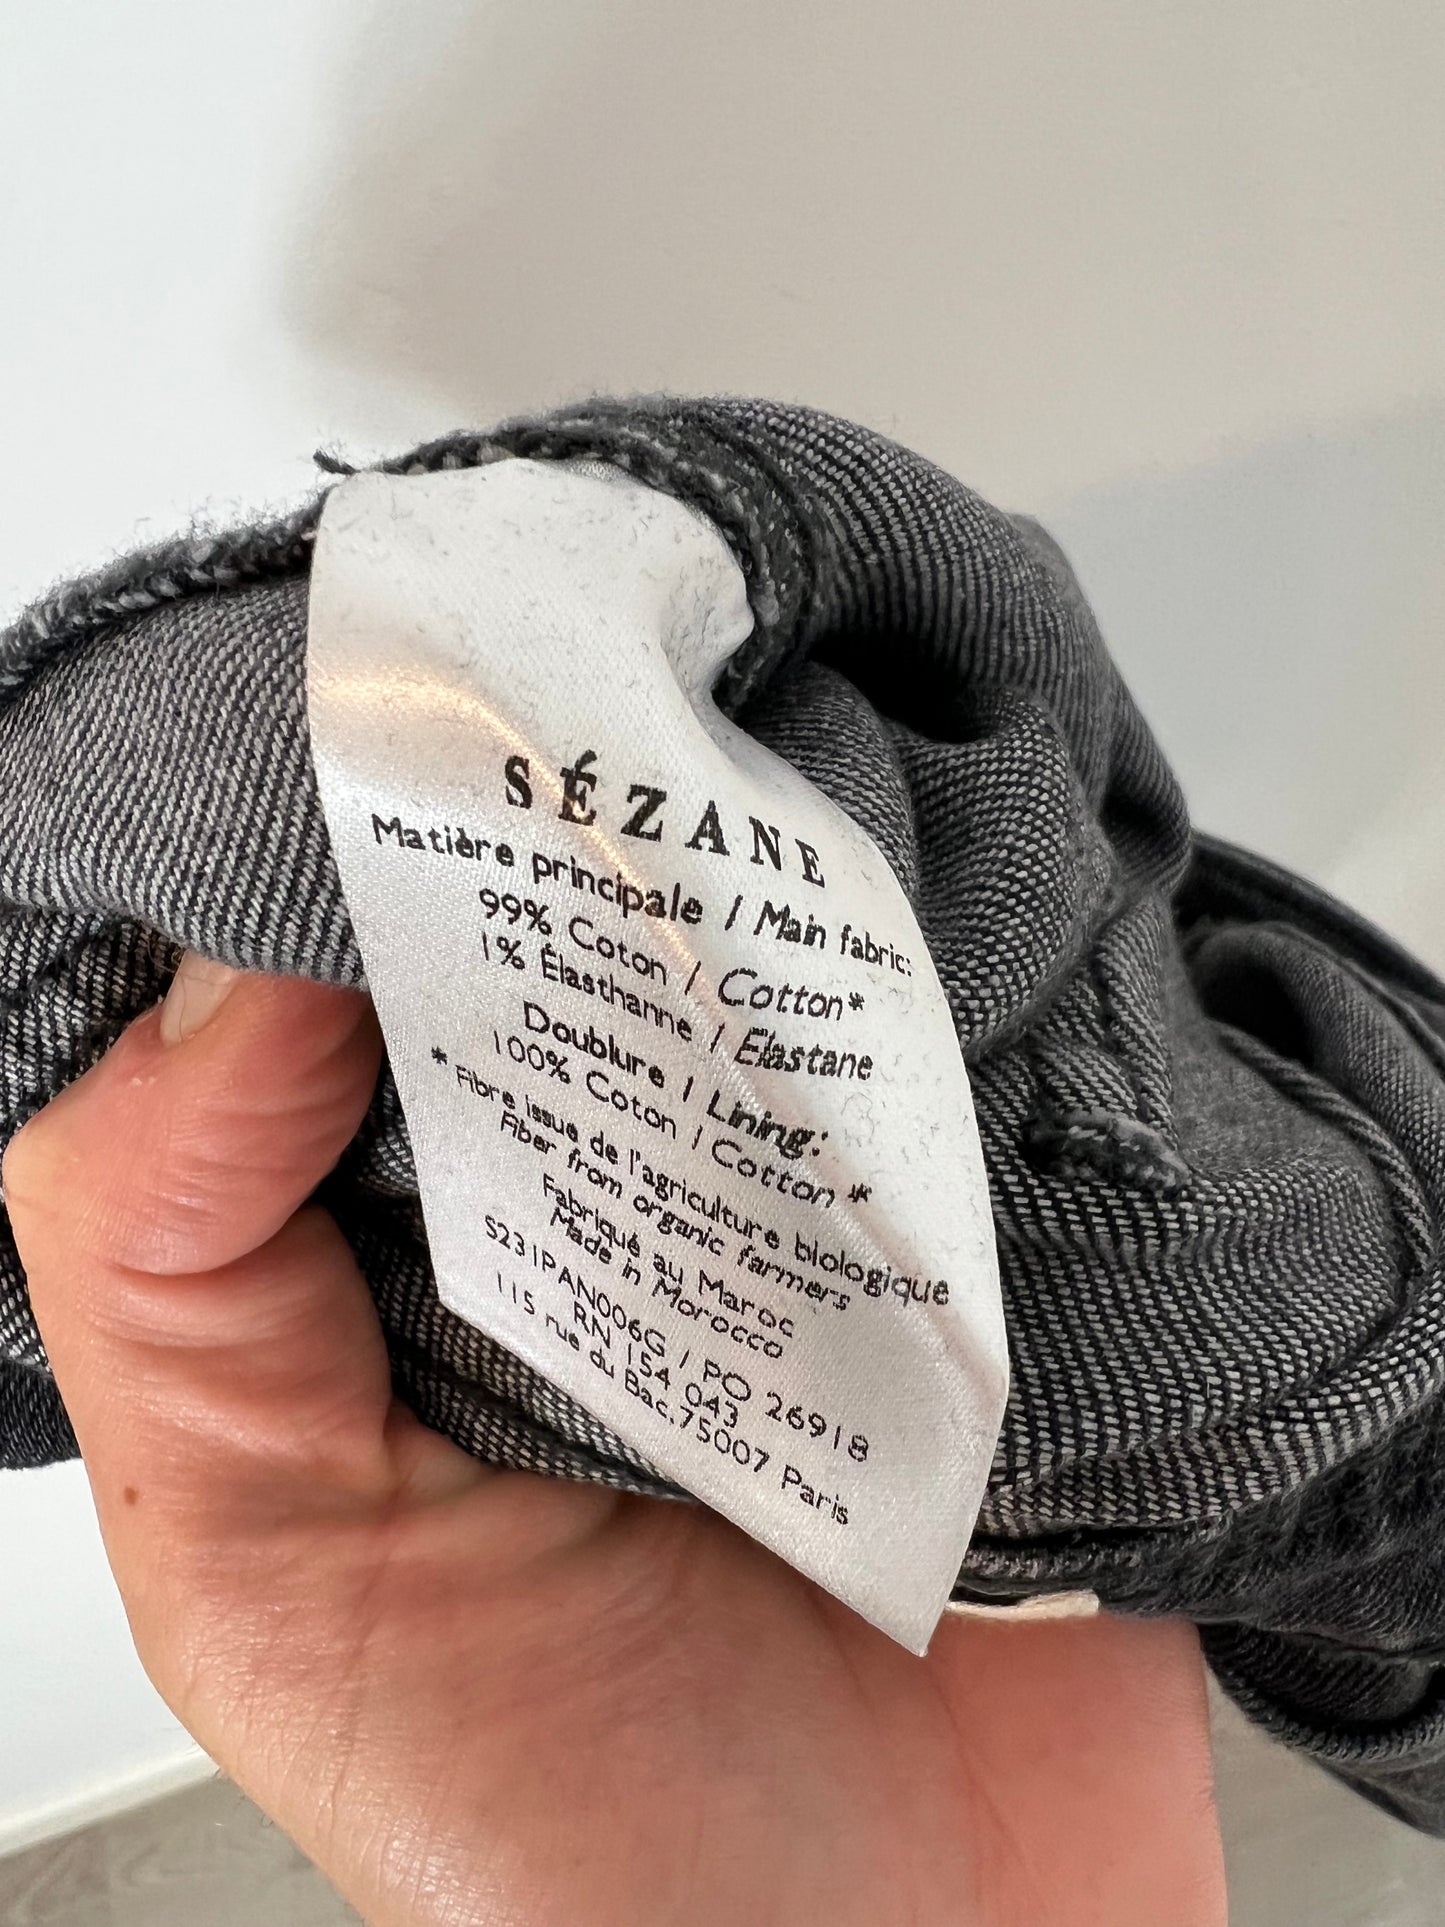 SÉZANE
Matière principale / Main fabric:
99% Coton / Cotton*
1% Élasthanne / Elastane
Doublure / Lining:
100% Coton / Cotton *
* Fibre issue de l'agriculture biologique
Fiber from organic farmers
Fabriqué au Maroc
Made in Morocco
S231PAN006G / PO 26918
RN 154 043
115 rue du Bac.75007 Paris